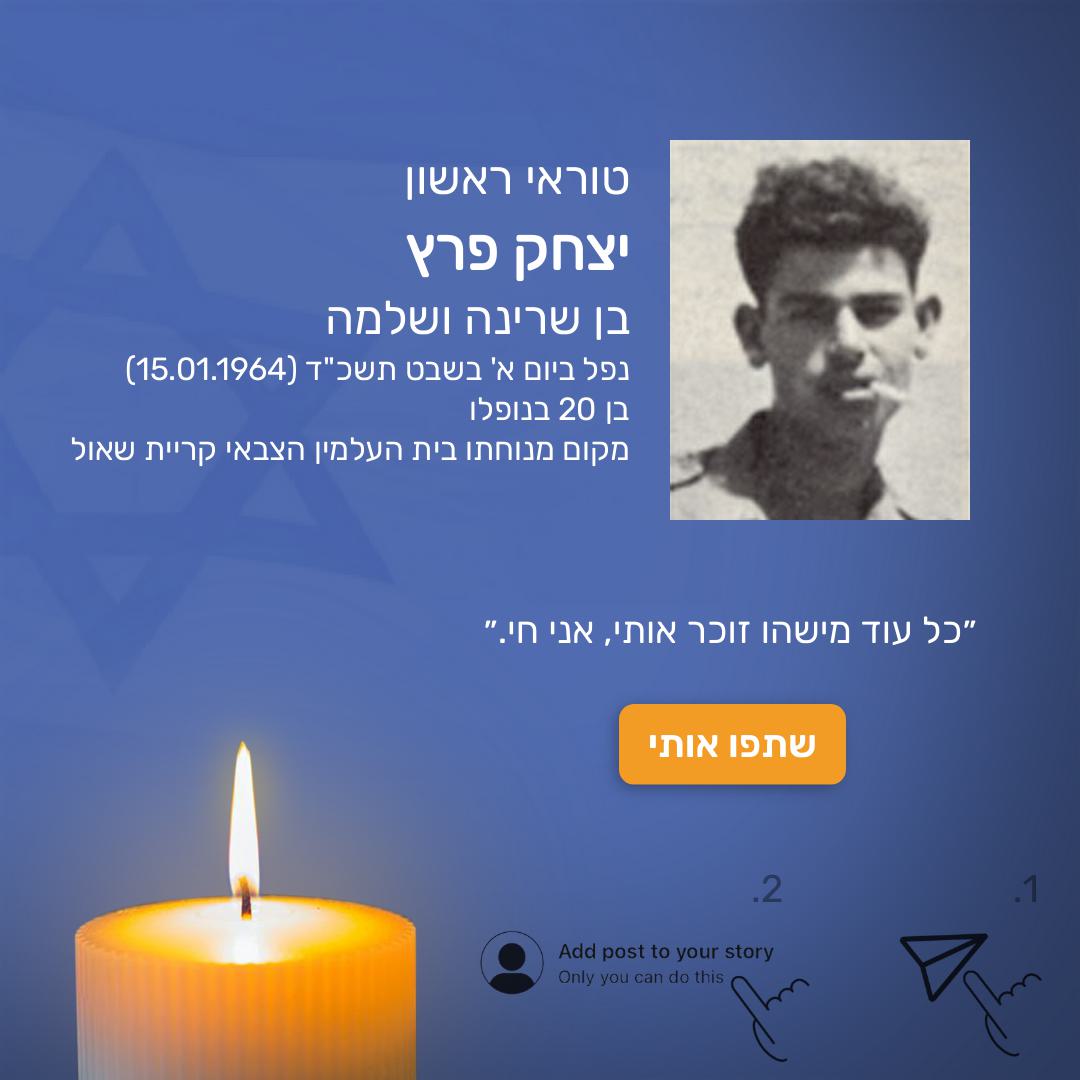 טוראי ראשון
יצחק פרץ
בן שרינה ושלמה
נפל ביום א' בשבט תשכ"ד (15.01.1964)
בן 20 בנופלו
מקום מנוחתו בית העלמין הצבאי קריית שאול
״כל עוד מישהו זוכר אותי, אני חי.״
שתפו אותי
.1
.2
Add post to your story
Only you can do this